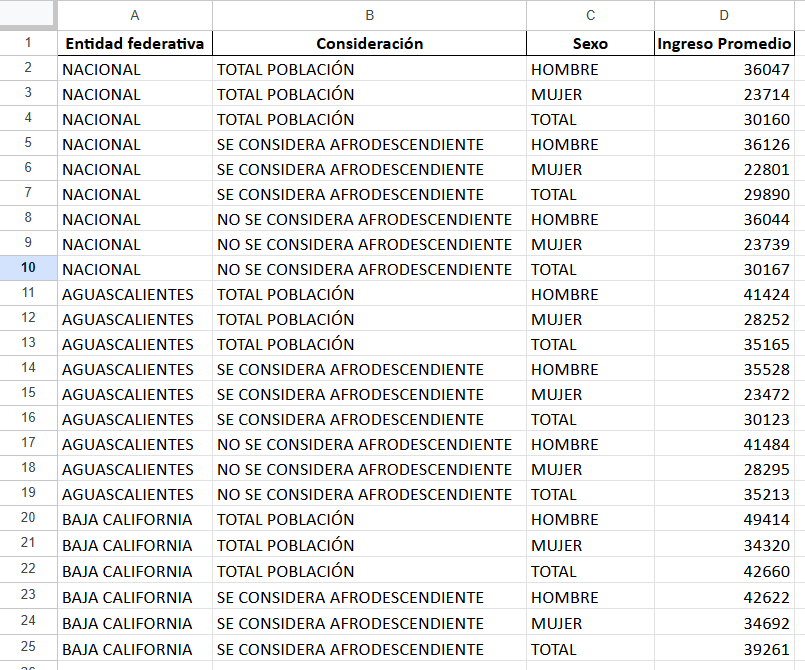 A B C D
1 Entidad federativa Consideración Sexo Ingreso Promedio
2 NACIONAL TOTAL POBLACIÓN HOMBRE 36047
3 NACIONAL TOTAL POBLACIÓN MUJER 23714
4 NACIONAL TOTAL POBLACIÓN TOTAL 30160
5 NACIONAL SE CONSIDERA AFRODESCENDIENTE HOMBRE 36126
6 NACIONAL SE CONSIDERA AFRODESCENDIENTE MUJER 22801
7 NACIONAL SE CONSIDERA AFRODESCENDIENTE TOTAL 29890
8 NACIONAL NO SE CONSIDERA AFRODESCENDIENTE HOMBRE 36044
9 NACIONAL NO SE CONSIDERA AFRODESCENDIENTE MUJER 23739
10 NACIONAL NO SE CONSIDERA AFRODESCENDIENTE TOTAL 30167
11 AGUASCALIENTES TOTAL POBLACIÓN HOMBRE 41424
12 AGUASCALIENTES TOTAL POBLACIÓN MUJER 28252
13 AGUASCALIENTES TOTAL POBLACIÓN TOTAL 35165
14 AGUASCALIENTES SE CONSIDERA AFRODESCENDIENTE HOMBRE 35528
15 AGUASCALIENTES SE CONSIDERA AFRODESCENDIENTE MUJER 23472
16 AGUASCALIENTES SE CONSIDERA AFRODESCENDIENTE TOTAL 30123
17 AGUASCALIENTES NO SE CONSIDERA AFRODESCENDIENTE HOMBRE 41484
18 AGUASCALIENTES NO SE CONSIDERA AFRODESCENDIENTE MUJER 28295
19 AGUASCALIENTES NO SE CONSIDERA AFRODESCENDIENTE TOTAL 35213
20 BAJA CALIFORNIA TOTAL POBLACIÓN HOMBRE 49414
21 BAJA CALIFORNIA TOTAL POBLACIÓN MUJER 34320
22 BAJA CALIFORNIA TOTAL POBLACIÓN TOTAL 42660
23 BAJA CALIFORNIA SE CONSIDERA AFRODESCENDIENTE HOMBRE 42622
24 BAJA CALIFORNIA SE CONSIDERA AFRODESCENDIENTE MUJER 34692
25 BAJA CALIFORNIA SE CONSIDERA AFRODESCENDIENTE TOTAL 39261